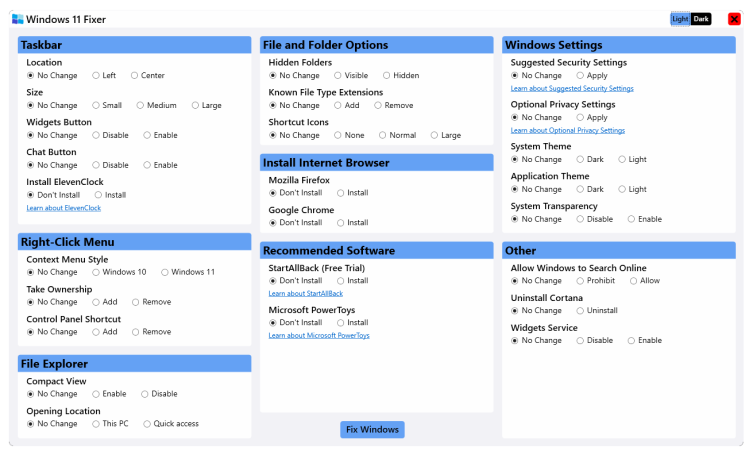 Windows 11 Fixer
Light Dark
Taskbar
Location
No Change Left Center
Size
No Change Small Medium Large
Widgets Button
No Change Disable Enable
Chat Button
No Change Disable Enable
Install ElevenClock
Don't Install Install
Learn about ElevenClock
Right-Click Menu
Context Menu Style
No Change Windows 10 Windows 11
Take Ownership
No Change Add Remove
Control Panel Shortcut
No Change Add Remove
File Explorer
Compact View
No Change Enable Disable
Opening Location
No Change This PC Quick access
File and Folder Options
Hidden Folders
No Change Visible Hidden
Known File Type Extensions
No Change Add Remove
Shortcut Icons
No Change None Normal Large
Install Internet Browser
Mozilla Firefox
Don't Install Install
Google Chrome
Don't Install Install
Recommended Software
StartAllBack (Free Trial)
Don't Install Install
Learn about StartAllBack
Microsoft PowerToys
Don't Install Install
Learn about Microsoft PowerToys
Fix Windows
Windows Settings
Suggested Security Settings
No Change Apply
Learn about Suggested Security Settings
Optional Privacy Settings
No Change Apply
Learn about Optional Privacy Settings
System Theme
No Change Dark Light
Application Theme
No Change Dark Light
System Transparency
No Change Disable Enable
Other
Allow Windows to Search Online
No Change Prohibit Allow
Uninstall Cortana
No Change Uninstall
Widgets Service
No Change Disable Enable